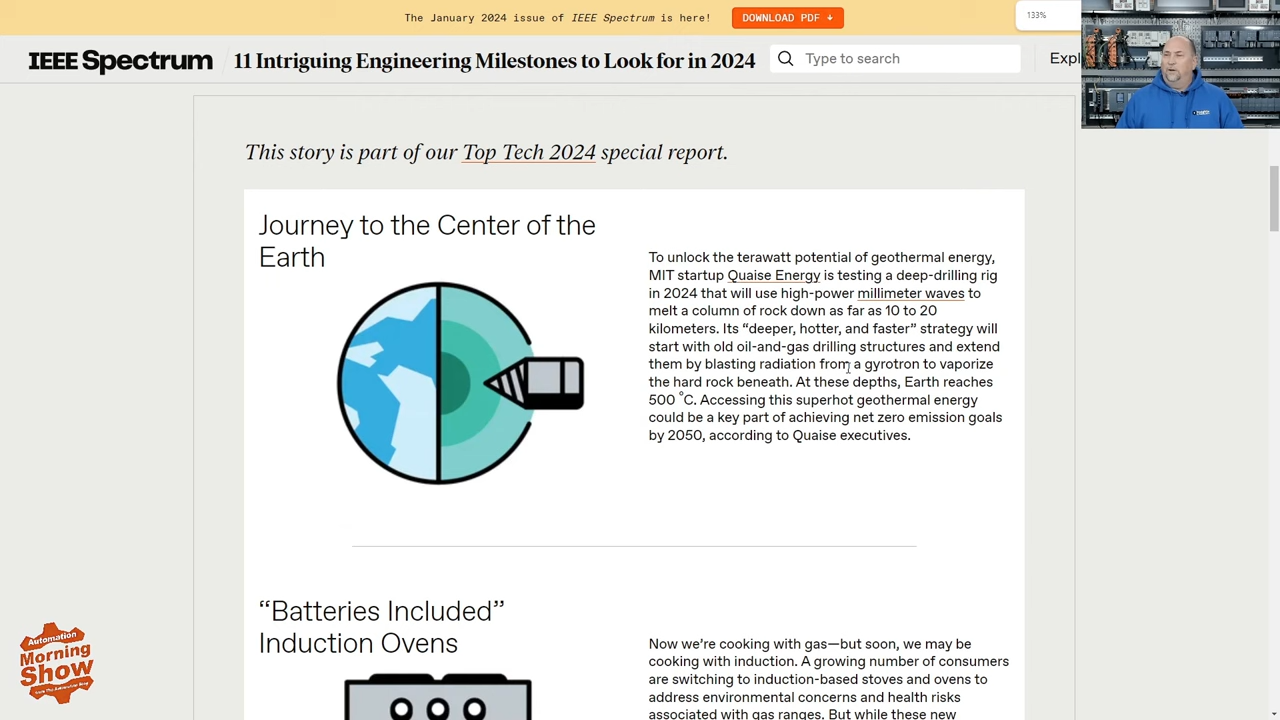 The January 2024 issue of IEEE Spectrum is here!
DOWNLOAD PDF ↓
133%
IEEE Spectrum / 11 Intriguing Engineering Milestones to Look for in 2024
Type to search
Expl
This story is part of our Top Tech 2024 special report.
Journey to the Center of the
Earth
To unlock the terawatt potential of geothermal energy,
MIT startup Quaise Energy is testing a deep-drilling rig
in 2024 that will use high-power millimeter waves to
melt a column of rock down as far as 10 to 20
kilometers. Its “deeper, hotter, and faster” strategy will
start with old oil-and-gas drilling structures and extend
them by blasting radiation from a gyrotron to vaporize
the hard rock beneath. At these depths, Earth reaches
500 °C. Accessing this superhot geothermal energy
could be a key part of achieving net zero emission goals
by 2050, according to Quaise executives.
“Batteries Included”
Induction Ovens
Now we’re cooking with gas—but soon, we may be
cooking with induction. A growing number of consumers
are switching to induction-based stoves and ovens to
address environmental concerns and health risks
associated with gas ranges. But while these new
Automation
Morning
Show
from The Automation Blog